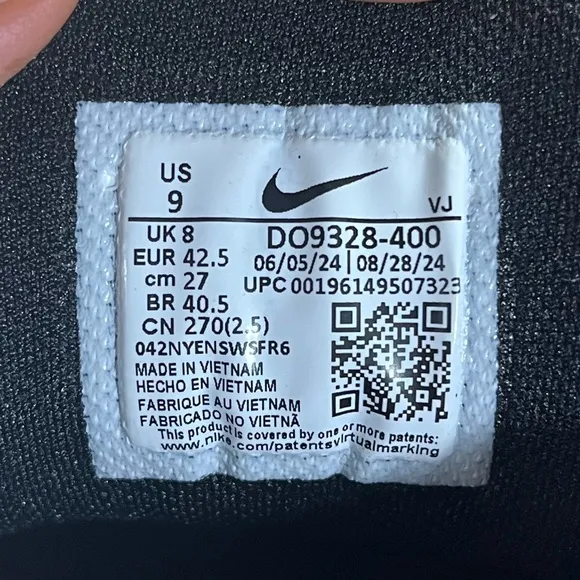 US
9
VJ
UK 8
EUR 42.5
cm 27
BR 40.5
CN 270(2.5)
DO9328-400
06/05/24|08/28/24
UPC 00196149507323
042NYENSWSFR6
MADE IN VIETNAM
HECHO EN VIETNAM
FABRIQUE AU VIETNAM
FABRICADO NO VIETNÃ
This product is covered by one or more patents:
www.nike.com/patentsvirtualmarking